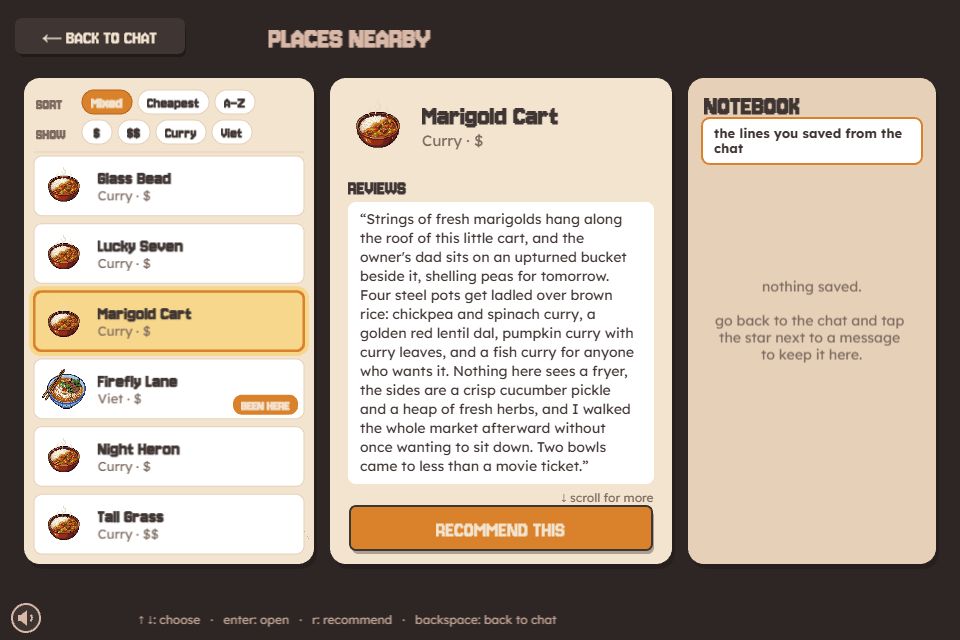 ← BACK TO CHAT
PLACES NEARBY
SORT
Mixed
Cheapest
A-Z
SHOW
$
$$
Curry
Viet
Glass Bead
Curry · $
Lucky Seven
Curry · $
Marigold Cart
Curry · $
Firefly Lane
Viet · $
BEEN HERE
Night Heron
Curry · $
Tall Grass
Curry · $$
Marigold Cart
Curry · $
REVIEWS
“Strings of fresh marigolds hang along
the roof of this little cart, and the
owner's dad sits on an upturned bucket
beside it, shelling peas for tomorrow.
Four steel pots get ladled over brown
rice: chickpea and spinach curry, a
golden red lentil dal, pumpkin curry with
curry leaves, and a fish curry for anyone
who wants it. Nothing here sees a fryer,
the sides are a crisp cucumber pickle
and a heap of fresh herbs, and I walked
the whole market afterward without
once wanting to sit down. Two bowls
came to less than a movie ticket.”
↓ scroll for more
RECOMMEND THIS
NOTEBOOK
the lines you saved from the
chat
nothing saved.
go back to the chat and tap
the star next to a message
to keep it here.
↑ ↓: choose · enter: open · r: recommend · backspace: back to chat